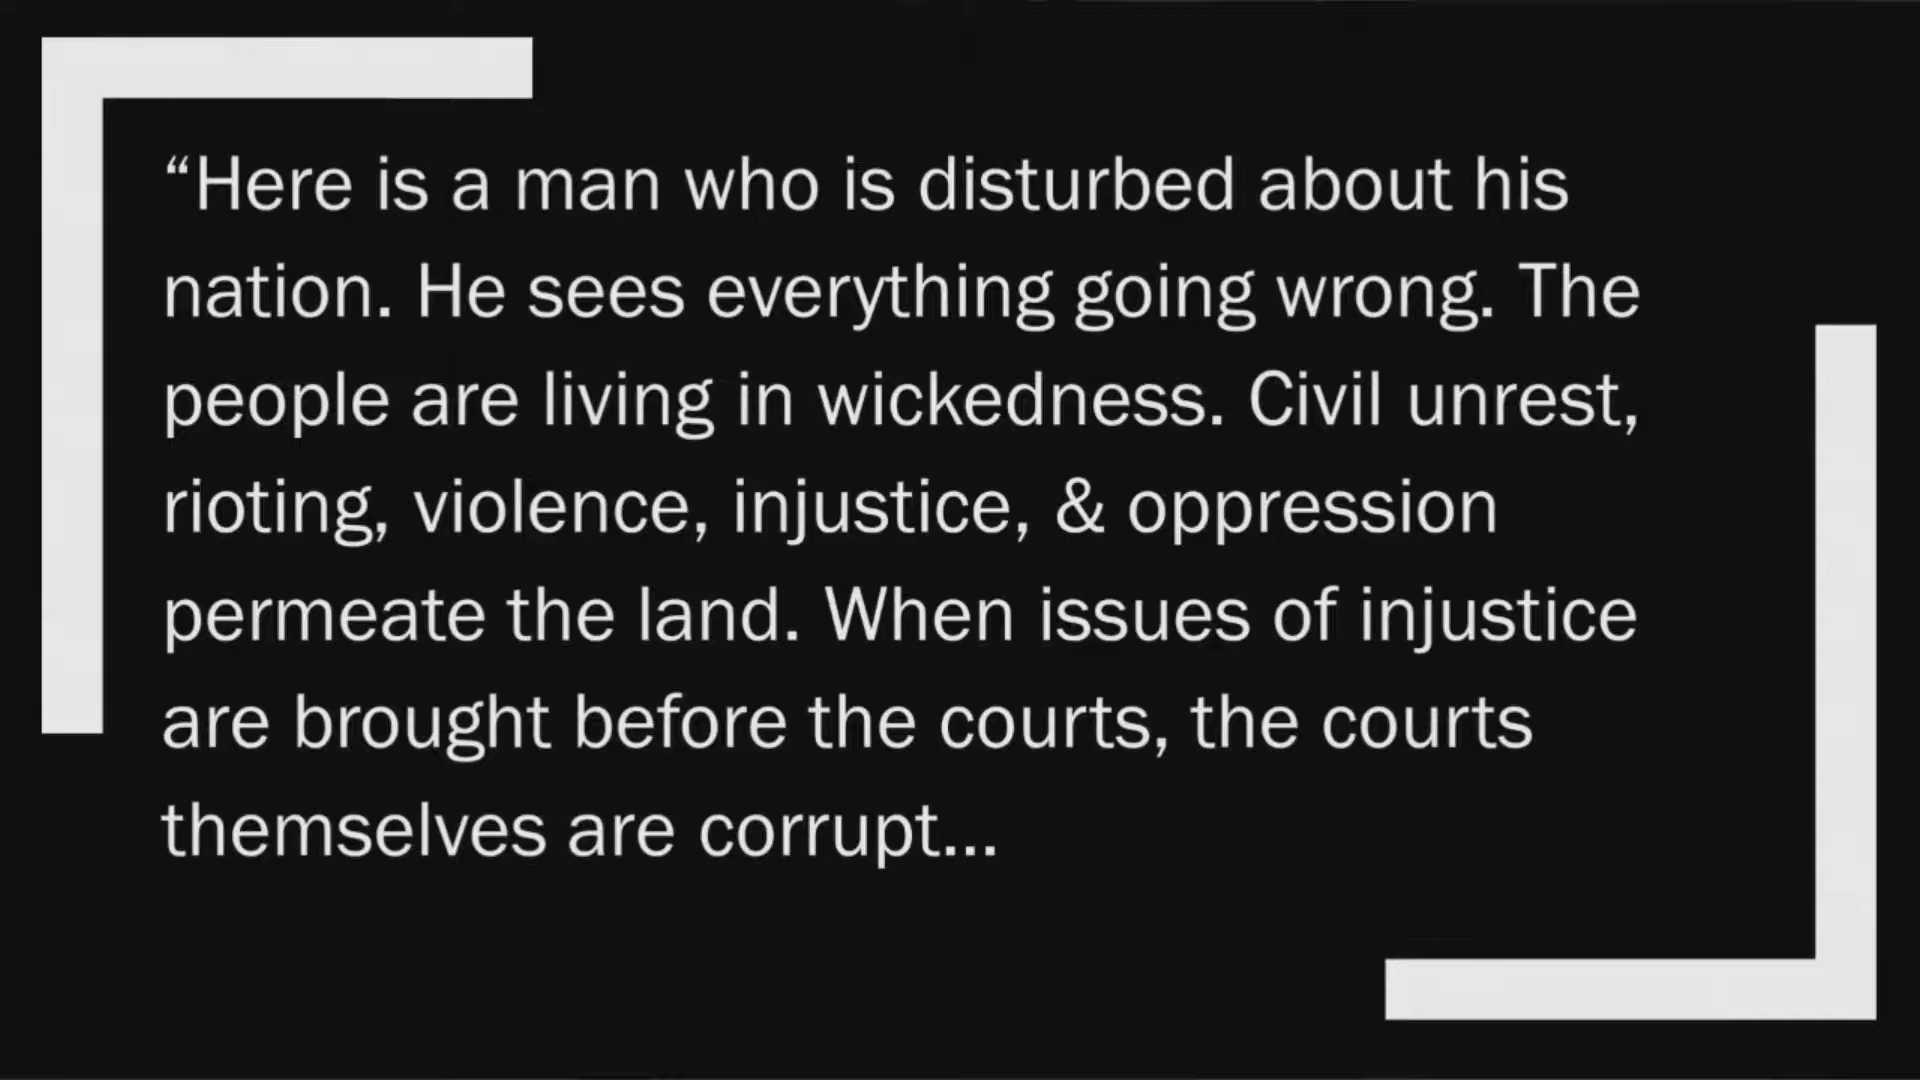 “Here is a man who is disturbed about his
nation. He sees everything going wrong. The
people are living in wickedness. Civil unrest,
rioting, violence, injustice, & oppression
permeate the land. When issues of injustice
are brought before the courts, the courts
themselves are corrupt...